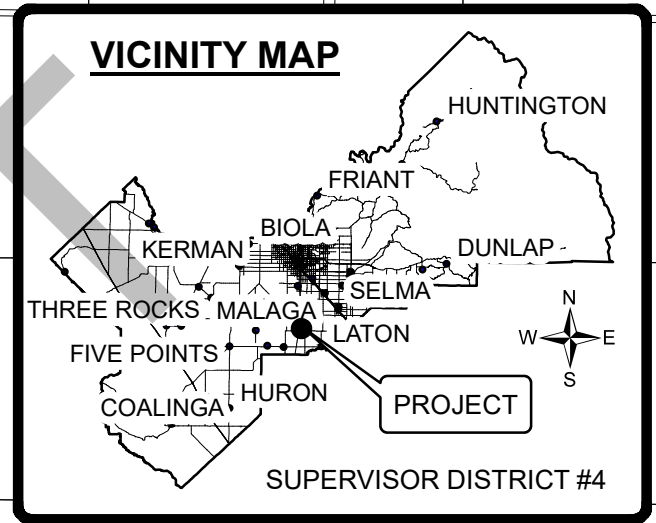 VICINITY MAP
HUNTINGTON
FRIANT
BIOLA
KERMAN
DUNLAP
SELMA
THREE ROCKS
MALAGA
LATON
FIVE POINTS
HURON
COALINGA
N
W
E
S
PROJECT
SUPERVISOR DISTRICT #4